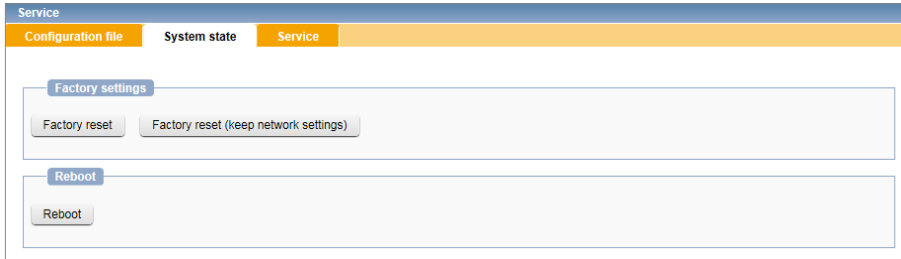 Service
Configuration file System state Service
Factory settings
Factory reset Factory reset (keep network settings)
Reboot
Reboot